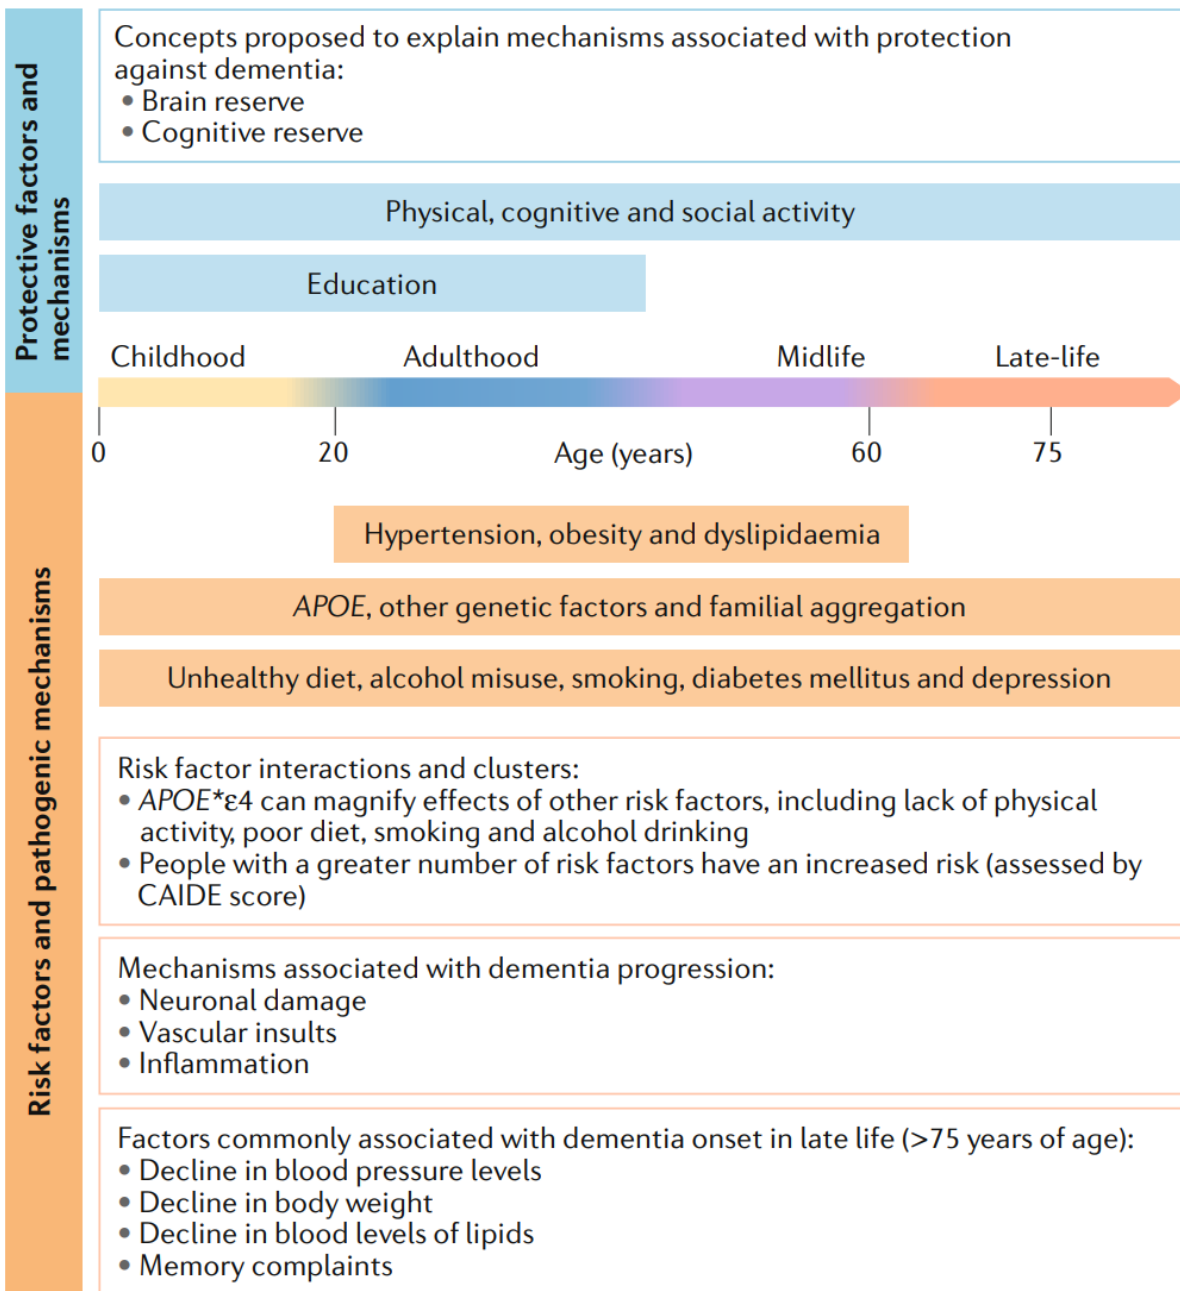 Protective factors and
mechanisms
Concepts proposed to explain mechanisms associated with protection
against dementia:
• Brain reserve
• Cognitive reserve
Physical, cognitive and social activity
Education
Childhood Adulthood Midlife Late-life
0 20 Age (years) 60 75
Risk factors and pathogenic mechanisms
Hypertension, obesity and dyslipidaemia
APOE, other genetic factors and familial aggregation
Unhealthy diet, alcohol misuse, smoking, diabetes mellitus and depression
Risk factor interactions and clusters:
• APOE*ε4 can magnify effects of other risk factors, including lack of physical
activity, poor diet, smoking and alcohol drinking
• People with a greater number of risk factors have an increased risk (assessed by
CAIDE score)
Mechanisms associated with dementia progression:
• Neuronal damage
• Vascular insults
• Inflammation
Factors commonly associated with dementia onset in late life (>75 years of age):
• Decline in blood pressure levels
• Decline in body weight
• Decline in blood levels of lipids
• Memory complaints